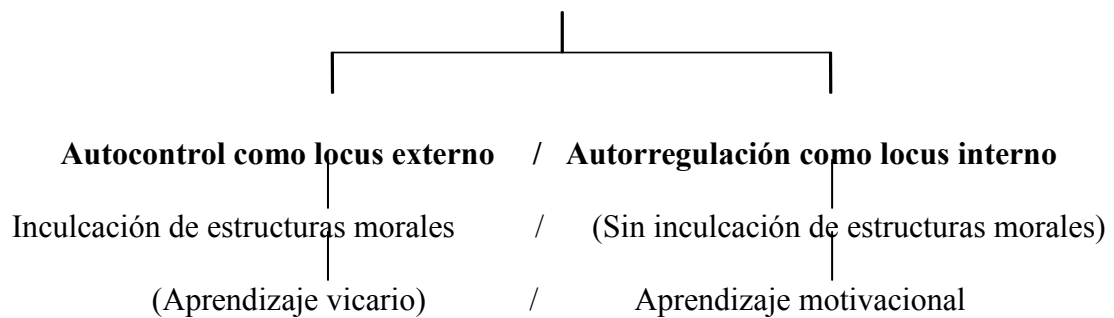 Autocontrol como locus externo / Autorregulación como locus interno
Inculcación de estructuras morales / (Sin inculcación de estructuras morales)
(Aprendizaje vicario) / Aprendizaje motivacional